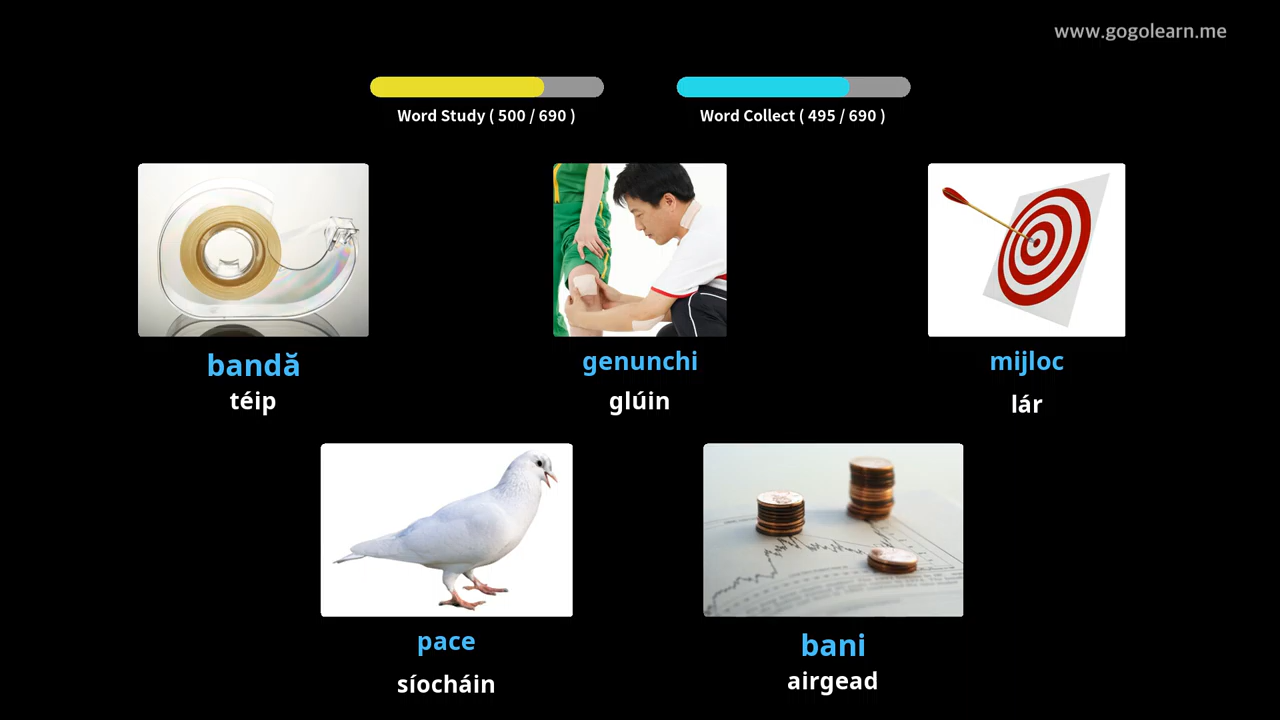 www.gogolearn.me
Word Study ( 500 / 690 )
Word Collect ( 495 / 690 )
bandă
téip
genunchi
glúin
mijloc
lár
pace
síocháin
bani
airgead